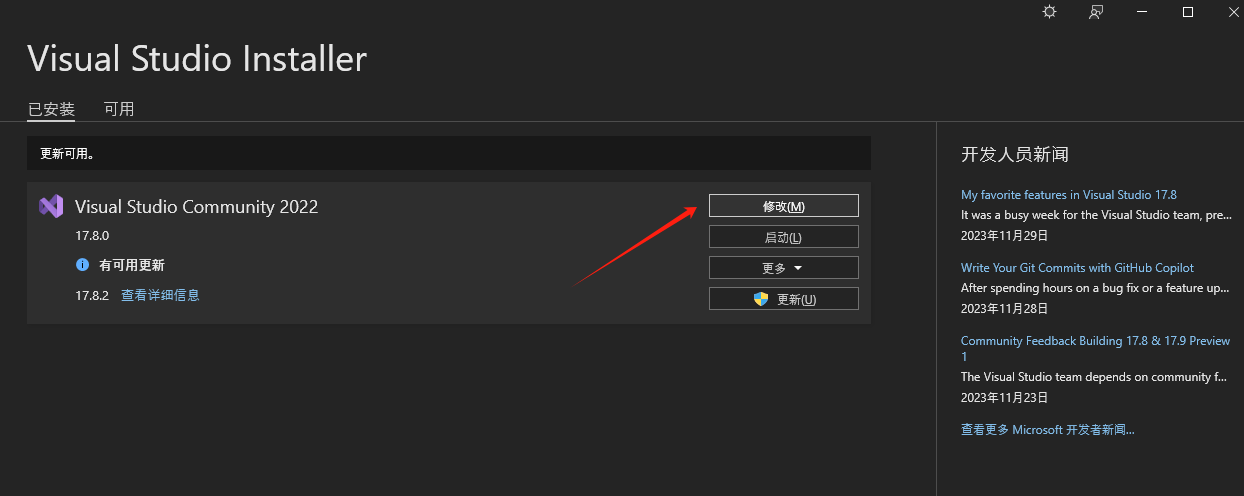 Visual Studio Installer
已安装 可用
更新可用。
Visual Studio Community 2022
17.8.0
有可用更新
17.8.2 查看详细信息
修改(M)
启动(L)
更多
更新(U)
开发人员新闻
My favorite features in Visual Studio 17.8
It was a busy week for the Visual Studio team, pre...
2023年11月29日
Write Your Git Commits with GitHub Copilot
After spending hours on a bug fix or a feature up...
2023年11月28日
Community Feedback Building 17.8 & 17.9 Preview
1
The Visual Studio team depends on community f...
2023年11月23日
查看更多 Microsoft 开发者新闻...